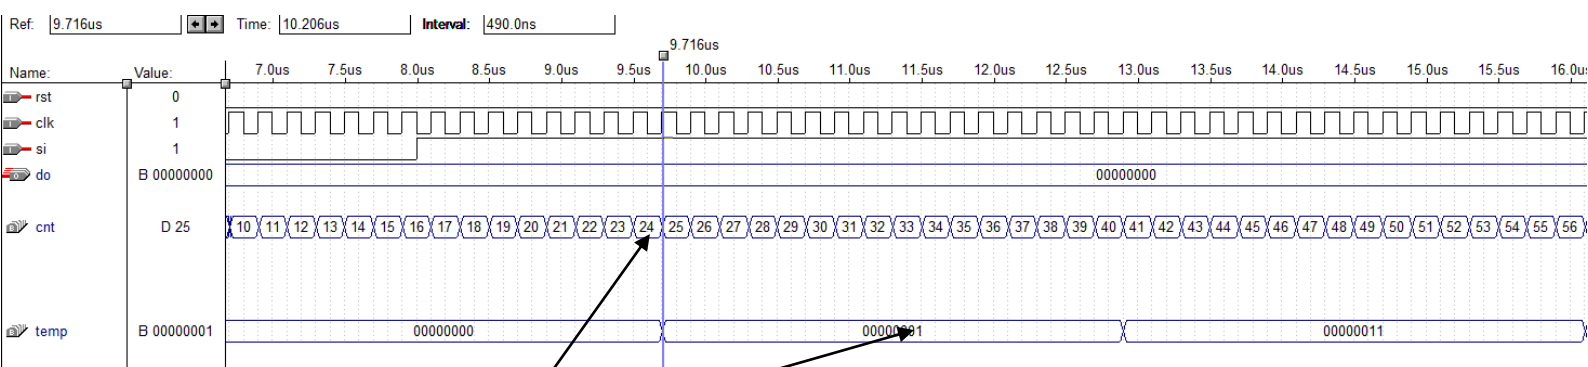 Ref: 9.716us Time: 10.206us Interval: 490.0ns
9.716us
Name: Value: 7.0us 7.5us 8.0us 8.5us 9.0us 9.5us 10.0us 10.5us 11.0us 11.5us 12.0us 12.5us 13.0us 13.5us 14.0us 14.5us 15.0us 15.5us 16.0us
rst 0
clk 1
si 1
do B 00000000 00000000
cnt D 25 10 11 12 13 14 15 16 17 18 19 20 21 22 23 24 25 26 27 28 29 30 31 32 33 34 35 36 37 38 39 40 41 42 43 44 45 46 47 48 49 50 51 52 53 54 55 56
temp B 00000001 00000000 00000001 00000011